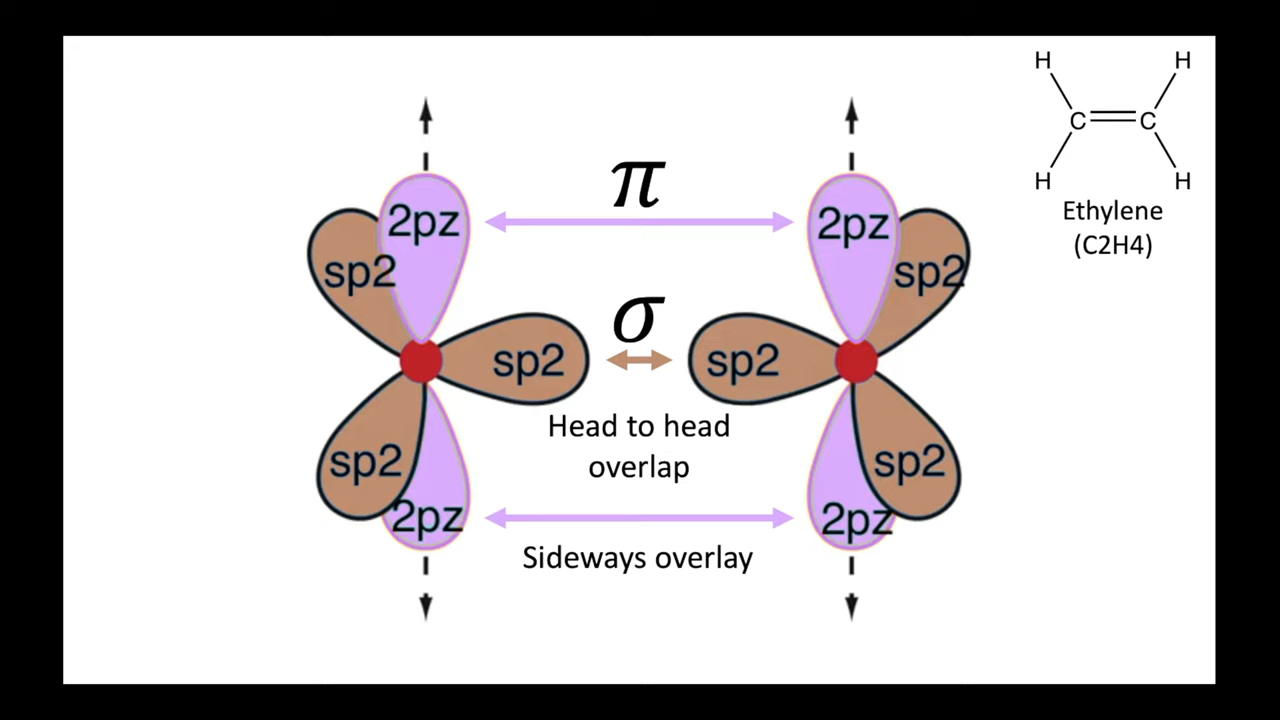 H H
C C
H H
Ethylene
(C2H4)
π
2pz 2pz
sp2 sp2
σ
sp2 sp2
Head to head
overlap
sp2 sp2
2pz 2pz
Sideways overlay